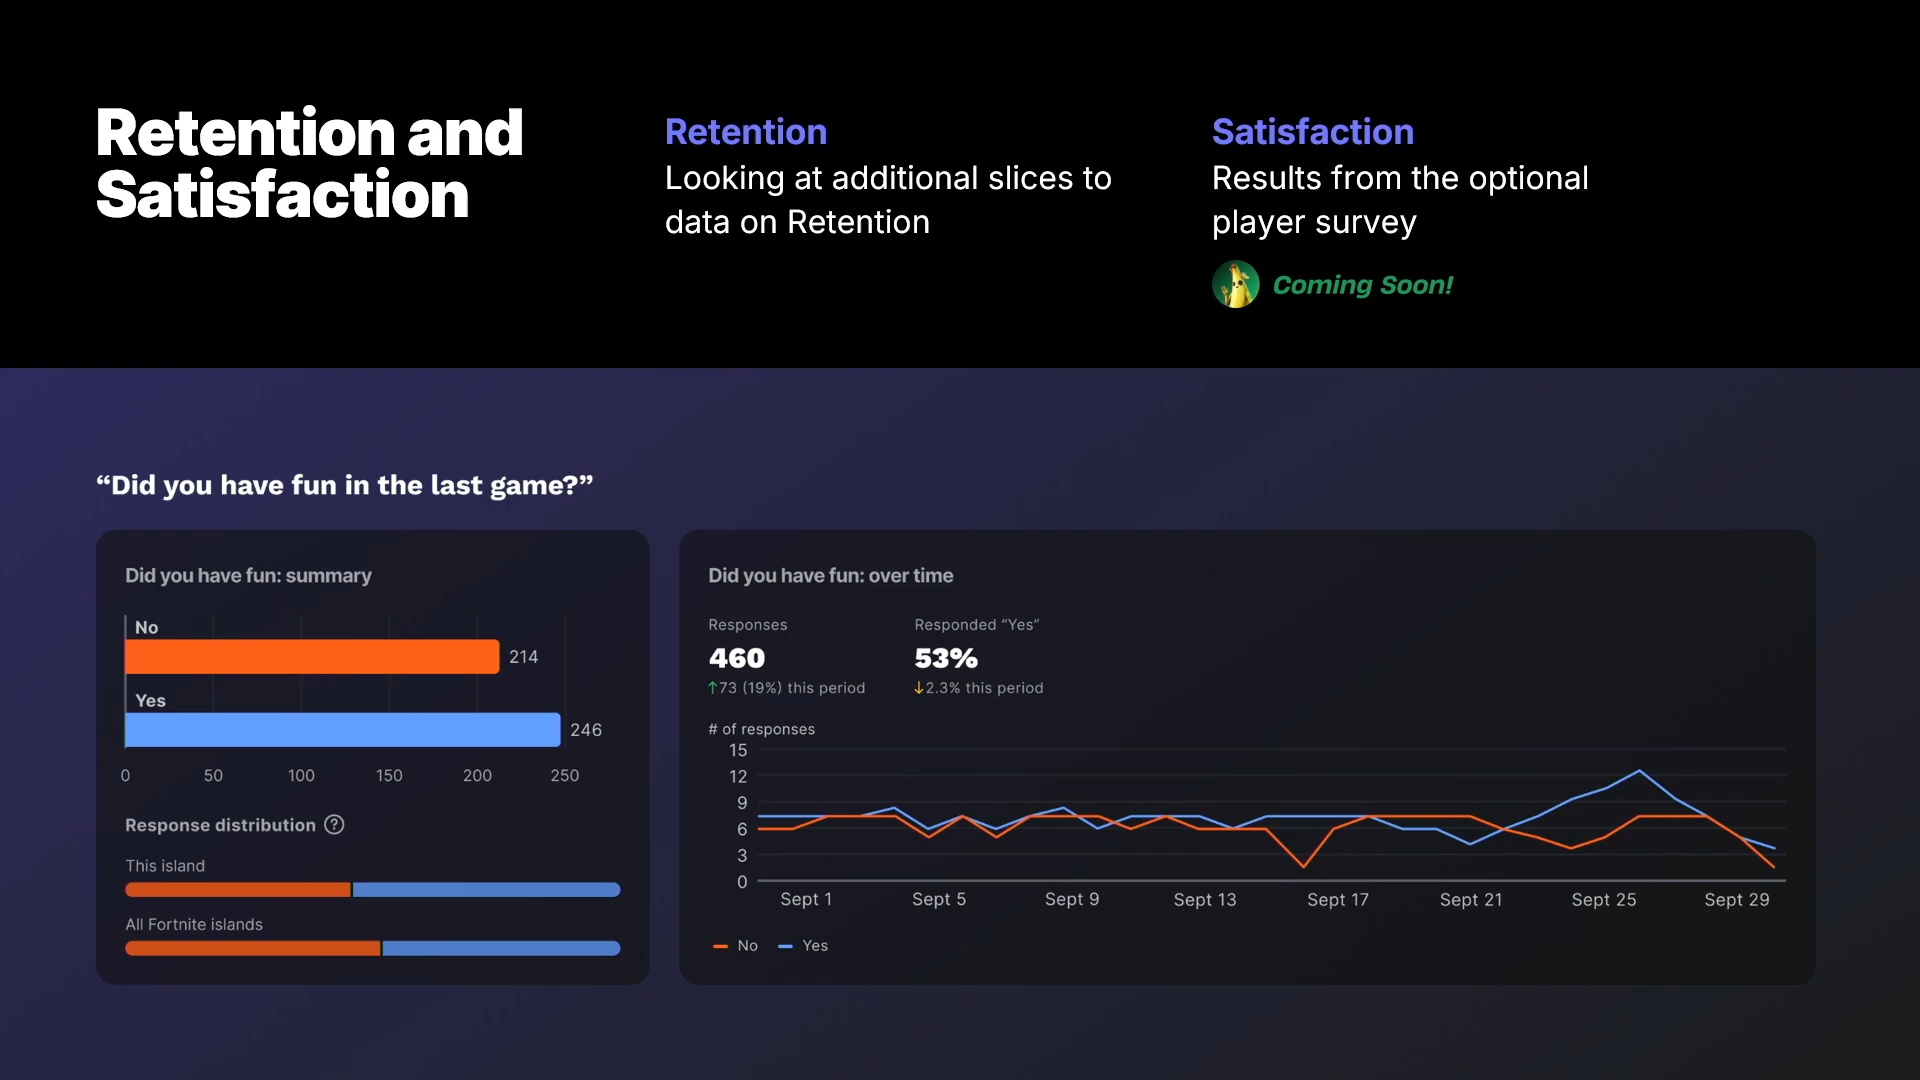 Retention and
Satisfaction
Retention
Looking at additional slices to
data on Retention
Satisfaction
Results from the optional
player survey
Coming Soon!
“Did you have fun in the last game?”
Did you have fun: summary
No
214
Yes
246
0 50 100 150 200 250
Response distribution ?
This island
All Fortnite islands
Did you have fun: over time
Responses
460
↑73 (19%) this period
Responded “Yes”
53%
↓2.3% this period
# of responses
15
12
9
6
3
0
Sept 1 Sept 5 Sept 9 Sept 13 Sept 17 Sept 21 Sept 25 Sept 29
No Yes